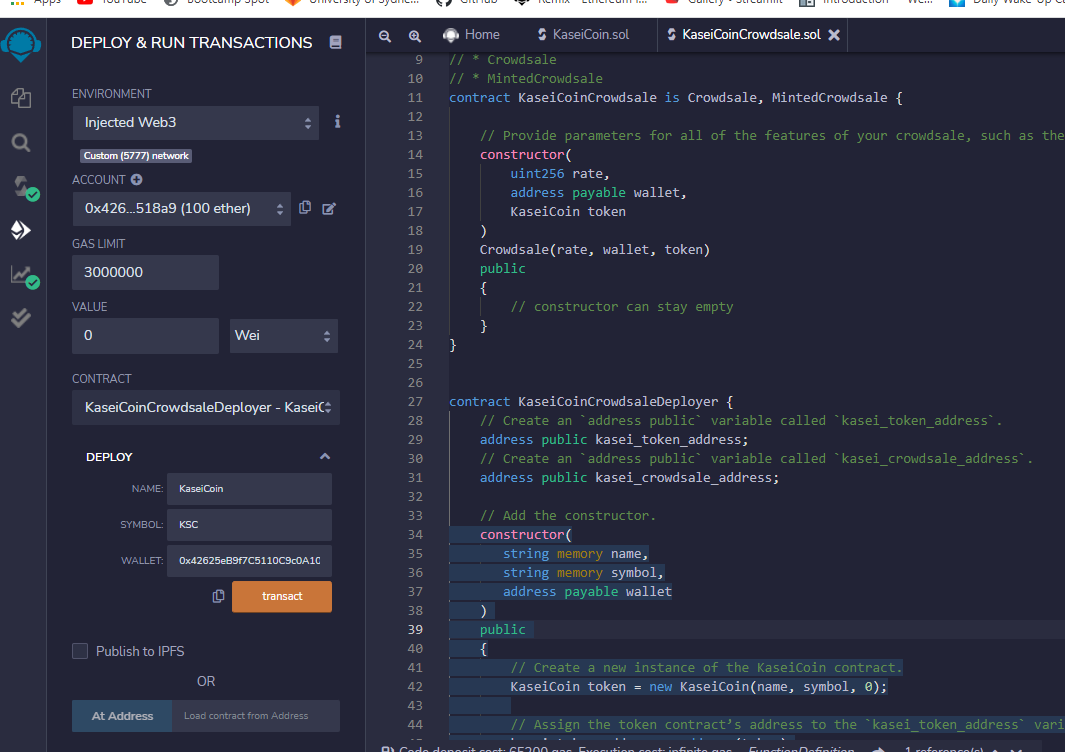 Apps YouTube Bootcamp Spot University of Sydne... GitHub Remix - Ethereum I... Gallery - Streamlit Introduction We... Daily Wake-Up
DEPLOY & RUN TRANSACTIONS
Home KaseiCoin.sol KaseiCoinCrowdsale.sol
ENVIRONMENT
Injected Web3
Custom (5777) network
ACCOUNT
0x426...518a9 (100 ether)
GAS LIMIT
3000000
VALUE
0 Wei
CONTRACT
KaseiCoinCrowdsaleDeployer - KaseiC
DEPLOY
NAME: KaseiCoin
SYMBOL: KSC
WALLET: 0x42625eB9f7C5110C9c0A10
transact
Publish to IPFS
OR
At Address Load contract from Address
9 // * Crowdsale
10 // * MintedCrowdsale
11 contract KaseiCoinCrowdsale is Crowdsale, MintedCrowdsale {
12
13 // Provide parameters for all of the features of your crowdsale, such as the
14 constructor(
15 uint256 rate,
16 address payable wallet,
17 KaseiCoin token
18 )
19 Crowdsale(rate, wallet, token)
20 public
21 {
22 // constructor can stay empty
23 }
24 }
25
26
27 contract KaseiCoinCrowdsaleDeployer {
28 // Create an `address public` variable called `kasei_token_address`.
29 address public kasei_token_address;
30 // Create an `address public` variable called `kasei_crowdsale_address`.
31 address public kasei_crowdsale_address;
32
33 // Add the constructor.
34 constructor(
35 string memory name,
36 string memory symbol,
37 address payable wallet
38 )
39 public
40 {
41 // Create a new instance of the KaseiCoin contract.
42 KaseiCoin token = new KaseiCoin(name, symbol, 0);
43
44 // Assign the token contract's address to the `kasei_token_address` vari
Code deposit cost: 65200 gas, Execution cost: infinite gas FunctionDefinition 1 reference(s)